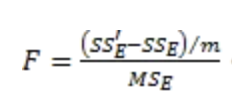 F = (SS′_E−SS_E)/m / MS_E